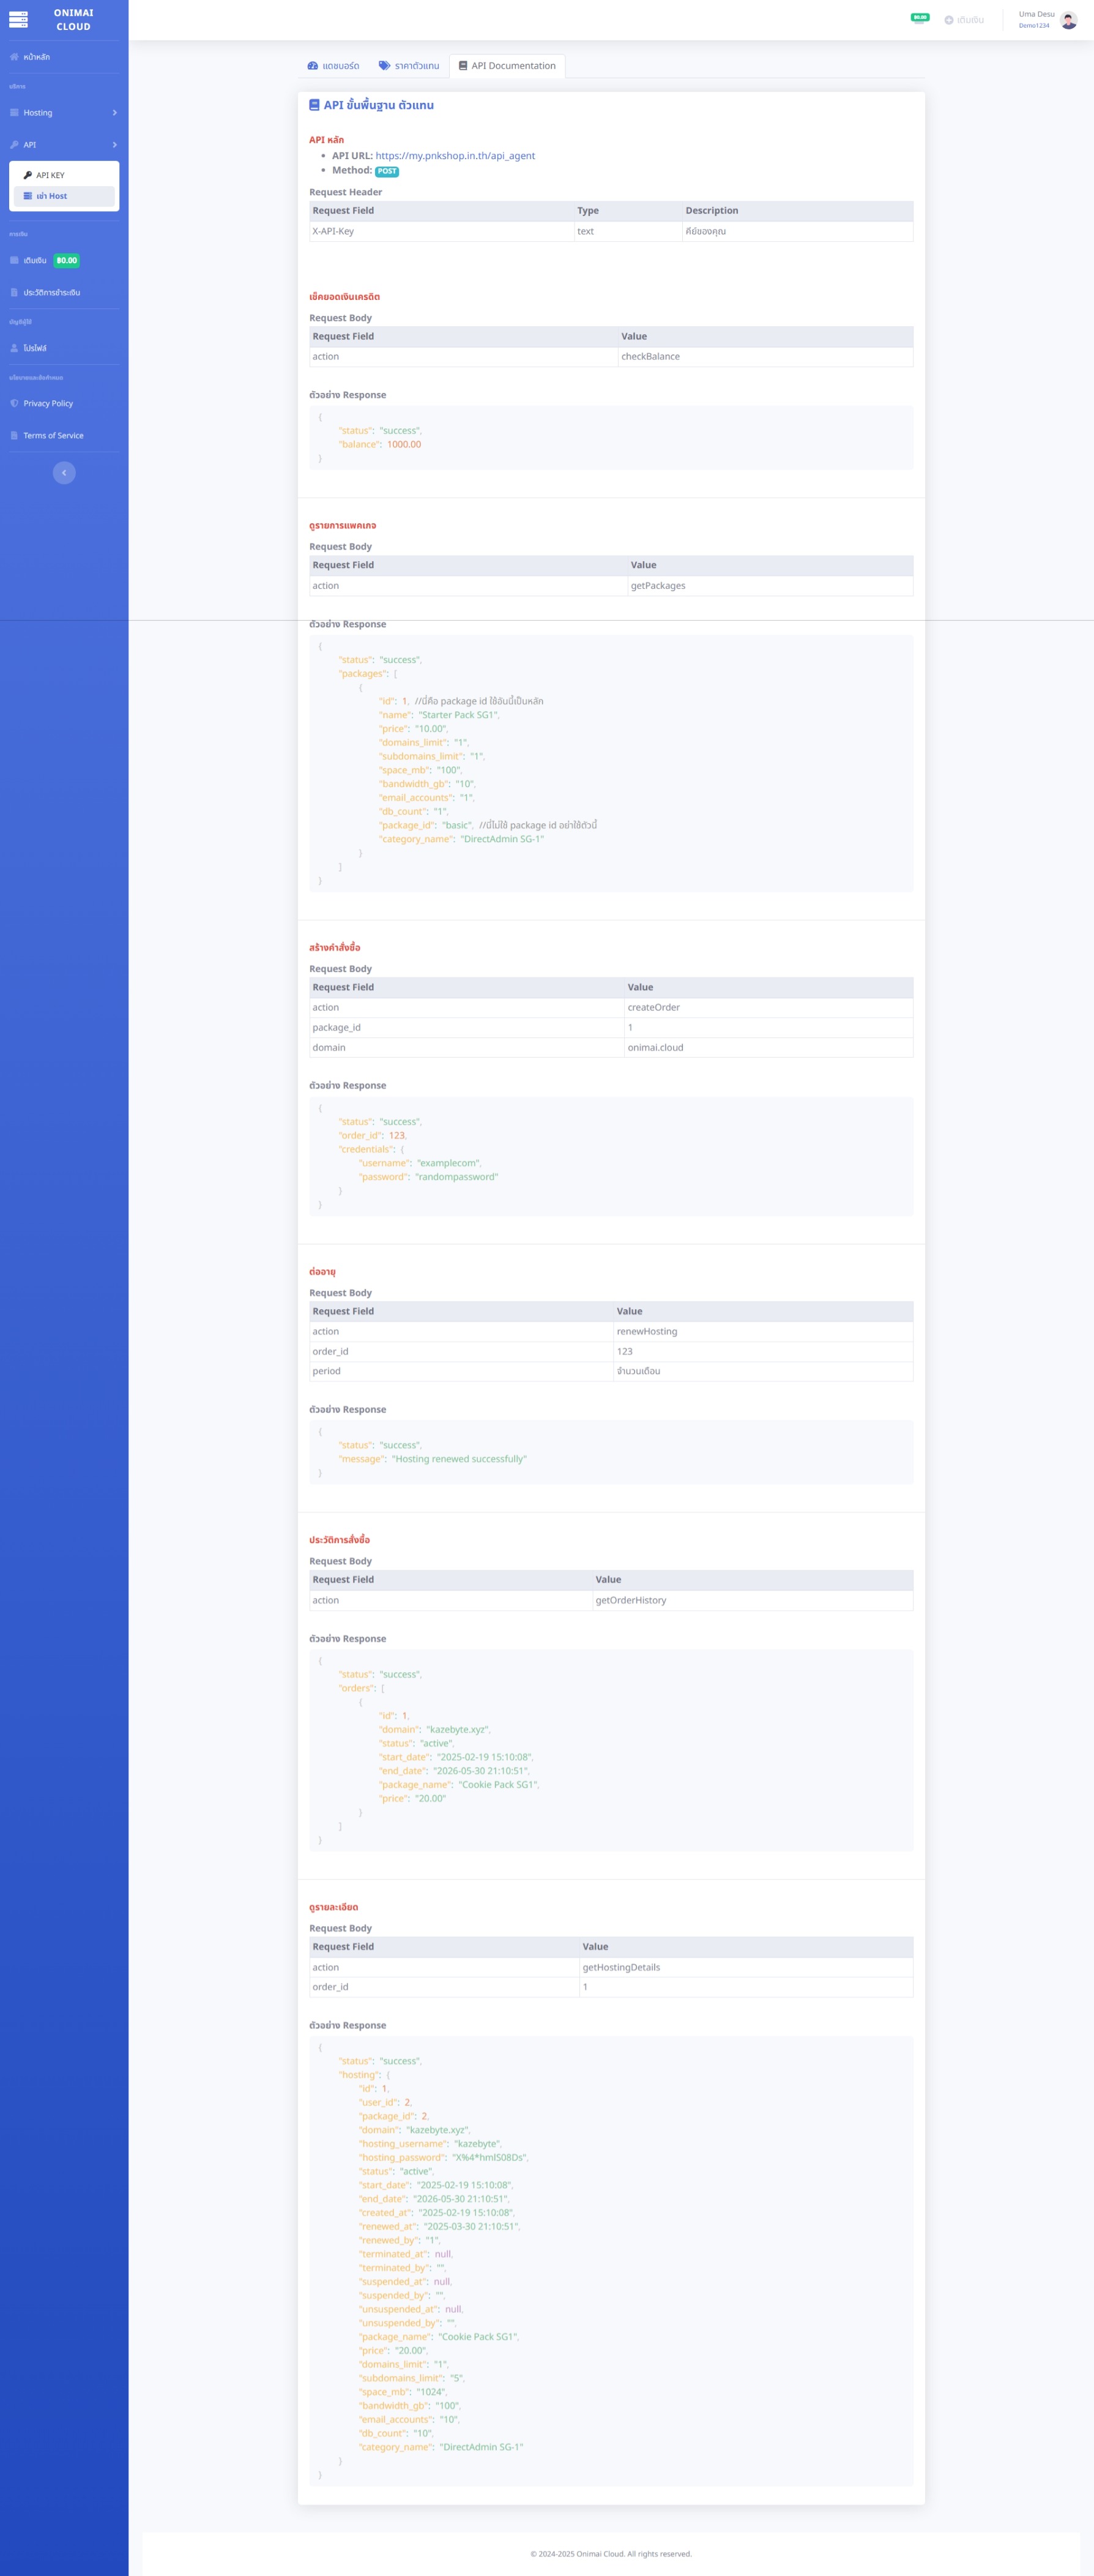 ONIMAI
CLOUD
หน้าหลัก
บริการ
Hosting
API
API KEY
เช่า Host
การเงิน
เติมเงิน ฿0.00
ประวัติการชำระเงิน
บัญชีผู้ใช้
โปรไฟล์
นโยบายและข้อกำหนด
Privacy Policy
Terms of Service
฿0.00
เติมเงิน
Uma Desu
Demo1234
แดชบอร์ด ราคาตัวแทน API Documentation
API ขั้นพื้นฐาน ตัวแทน
API หลัก
• API URL: https://my.pnkshop.in.th/api_agent
• Method: POST
Request Header
Request Field Type Description
X-API-Key text คีย์ของคุณ
เช็คยอดเงินเครดิต
Request Body
Request Field Value
action checkBalance
ตัวอย่าง Response
{
"status": "success",
"balance": 1000.00
}
ดูรายการแพคเกจ
Request Body
Request Field Value
action getPackages
ตัวอย่าง Response
{
"status": "success",
"packages": [
{
"id": 1, //นี่คือ package id ใช้อันนี้เป็นหลัก
"name": "Starter Pack SG1",
"price": "10.00",
"domains_limit": "1",
"subdomains_limit": "1",
"space_mb": "100",
"bandwidth_gb": "10",
"email_accounts": "1",
"db_count": "1",
"package_id": "basic", //นี่ไม่ใช้ package id อย่าใช้ตัวนี้
"category_name": "DirectAdmin SG-1"
}
]
}
สร้างคำสั่งซื้อ
Request Body
Request Field Value
action createOrder
package_id 1
domain onimai.cloud
ตัวอย่าง Response
{
"status": "success",
"order_id": 123,
"credentials": {
"username": "examplecom",
"password": "randompassword"
}
}
ต่ออายุ
Request Body
Request Field Value
action renewHosting
order_id 123
period จำนวนเดือน
ตัวอย่าง Response
{
"status": "success",
"message": "Hosting renewed successfully"
}
ประวัติการสั่งซื้อ
Request Body
Request Field Value
action getOrderHistory
ตัวอย่าง Response
{
"status": "success",
"orders": [
{
"id": 1,
"domain": "kazebyte.xyz",
"status": "active",
"start_date": "2025-02-19 15:10:08",
"end_date": "2026-05-30 21:10:51",
"package_name": "Cookie Pack SG1",
"price": "20.00"
}
]
}
ดูรายละเอียด
Request Body
Request Field Value
action getHostingDetails
order_id 1
ตัวอย่าง Response
{
"status": "success",
"hosting": {
"id": 1,
"user_id": 2,
"package_id": 2,
"domain": "kazebyte.xyz",
"hosting_username": "kazebyte",
"hosting_password": "X%4*hmlS08Ds",
"status": "active",
"start_date": "2025-02-19 15:10:08",
"end_date": "2026-05-30 21:10:51",
"created_at": "2025-02-19 15:10:08",
"renewed_at": "2025-03-30 21:10:51",
"renewed_by": "1",
"terminated_at": null,
"terminated_by": "",
"suspended_at": null,
"suspended_by": "",
"unsuspended_at": null,
"unsuspended_by": "",
"package_name": "Cookie Pack SG1",
"price": "20.00",
"domains_limit": "1",
"subdomains_limit": "5",
"space_mb": "1024",
"bandwidth_gb": "100",
"email_accounts": "10",
"db_count": "10",
"category_name": "DirectAdmin SG-1"
}
}
© 2024-2025 Onimai Cloud. All rights reserved.